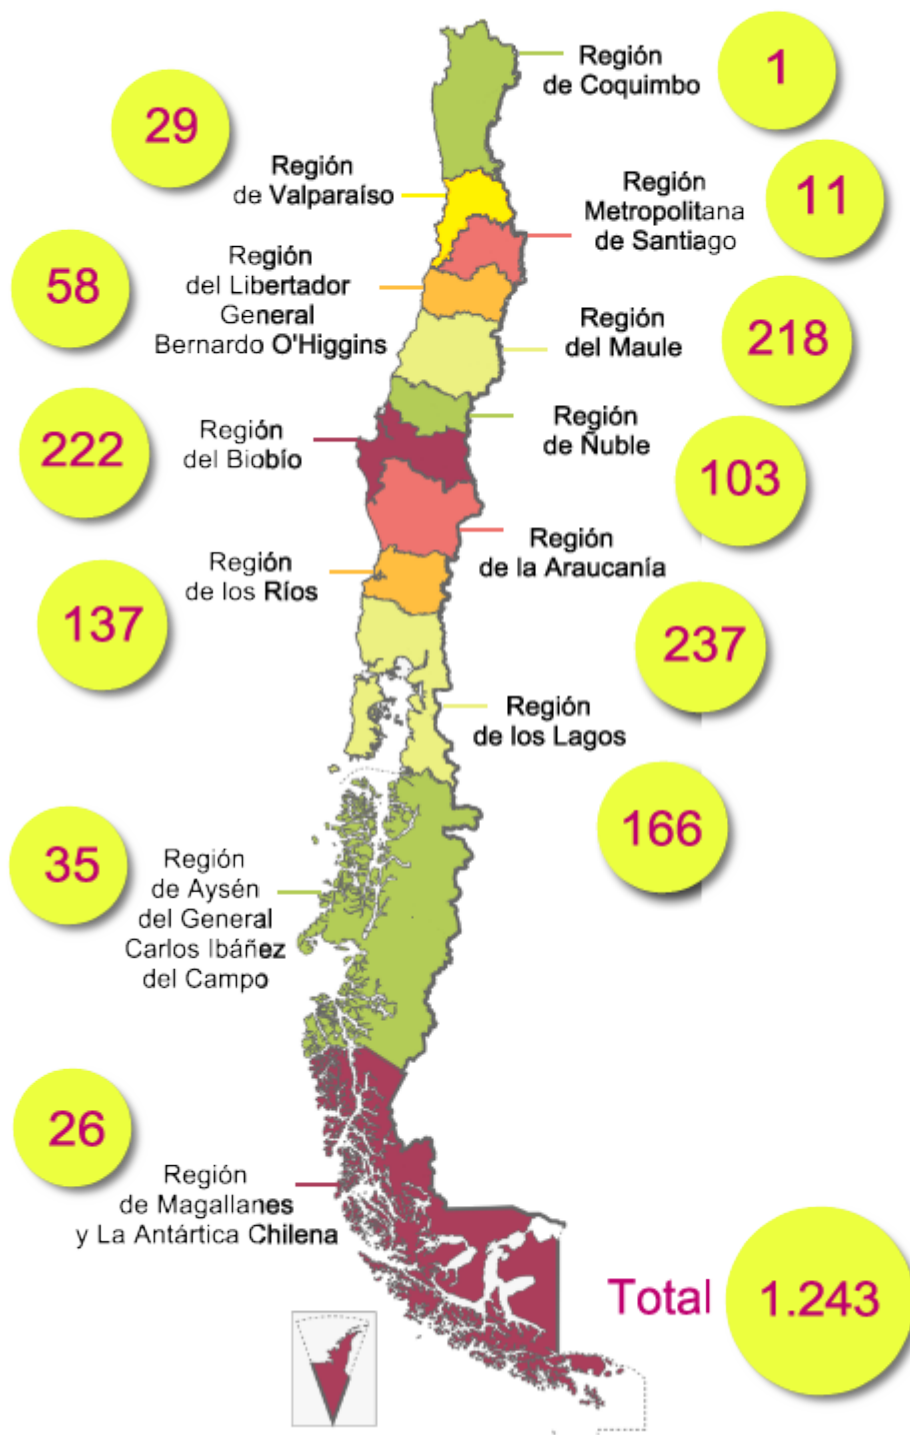 Región
de Coquimbo
1
29
Región
de Valparaíso
Región
Metropolitana
de Santiago
11
58
Región
del Libertador
General
Bernardo O'Higgins
Región
del Maule
218
222
Región
del Biobío
Región
de Ñuble
103
Región
de la Araucanía
237
137
Región
de los Ríos
Región
de los Lagos
166
35
Región
de Aysén
del General
Carlos Ibáñez
del Campo
26
Región
de Magallanes
y La Antártica Chilena
Total 1.243